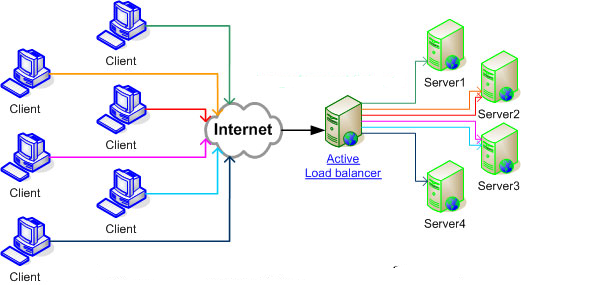 Client
Client
Client
Client
Client
Client
Internet
Active
Load balancer
Server1
Server2
Server3
Server4